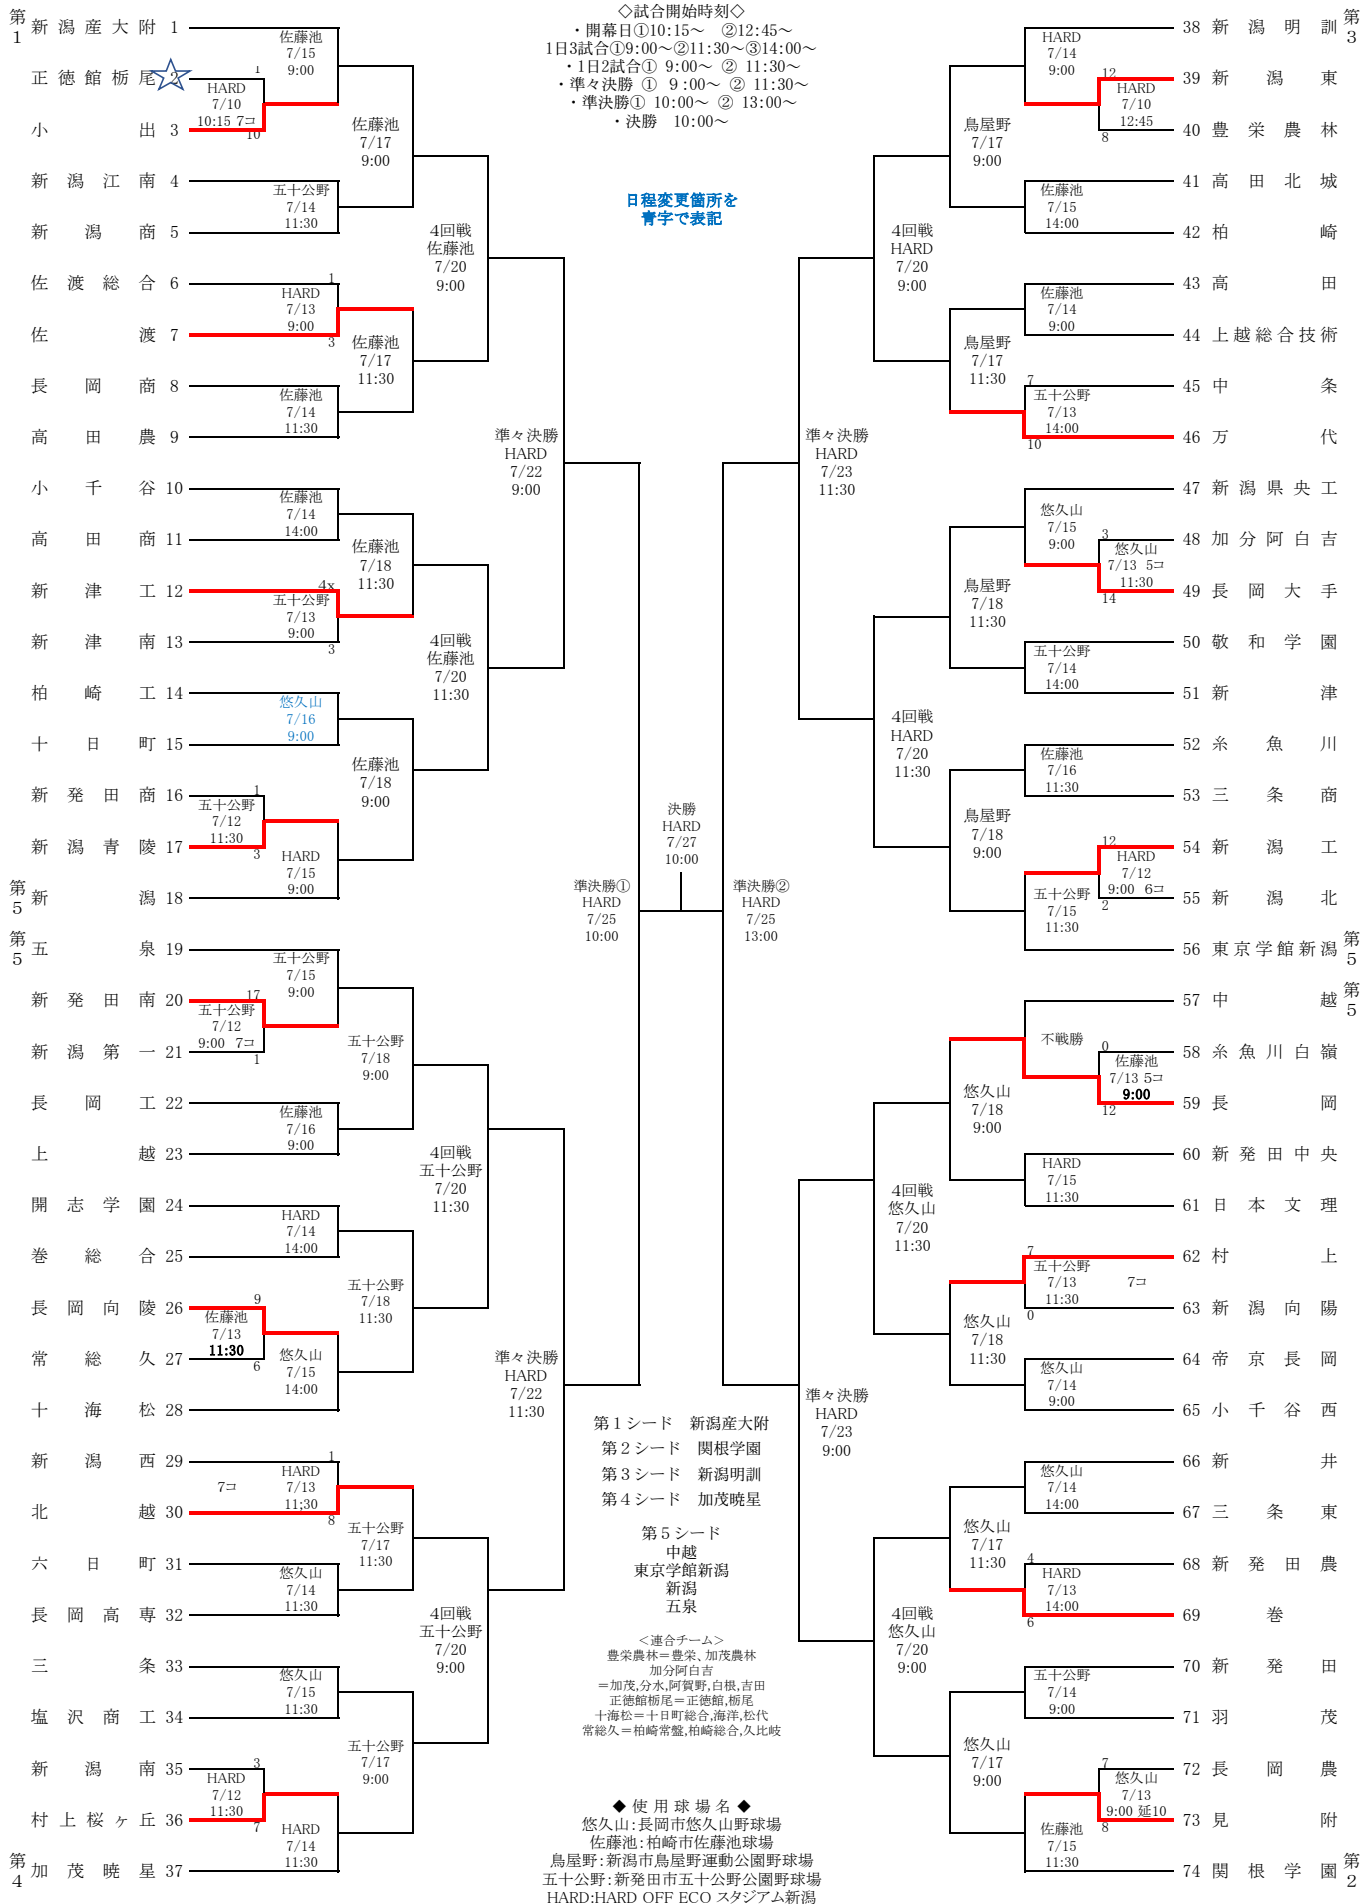 ◇試合開始時刻◇
・開幕日①10:15～ ②12:45～
1日3試合①9:00～②11:30～③14:00～
・1日2試合① 9:00～ ② 11:30～
・準々決勝 ① 9:00～ ② 11:30～
・準決勝① 10:00～ ② 13:00～
・決勝 10:00～
日程変更箇所を
青字で表記
第1
新潟産大附 1
佐藤池
7/15
9:00
正徳館栃尾 2
1
HARD
7/10
10:15 7コ
10
小出 3
佐藤池
7/17
9:00
新潟江南 4
五十公野
7/14
11:30
新潟商 5
4回戦
佐藤池
7/20
9:00
佐渡総合 6
1
HARD
7/13
9:00
3
佐渡 7
佐藤池
7/17
11:30
長岡商 8
佐藤池
7/14
11:30
高田農 9
準々決勝
HARD
7/22
9:00
小千谷 10
佐藤池
7/14
14:00
高田商 11
佐藤池
7/18
11:30
新津工 12
4x
五十公野
7/13
9:00
3
新津南 13
4回戦
佐藤池
7/20
11:30
柏崎工 14
悠久山
7/16
9:00
十日町 15
佐藤池
7/18
9:00
新発田商 16
1
五十公野
7/12
11:30
3
新潟青陵 17
HARD
7/15
9:00
第5
新潟 18
準決勝①
HARD
7/25
10:00
第5
五泉 19
五十公野
7/15
9:00
新発田南 20
17
五十公野
7/12
9:00 7コ
1
新潟第一 21
五十公野
7/18
9:00
長岡工 22
佐藤池
7/16
9:00
上越 23
4回戦
五十公野
7/20
11:30
開志学園 24
HARD
7/14
14:00
巻総合 25
五十公野
7/18
11:30
長岡向陵 26
9
佐藤池
7/13
11:30
6
常総久 27
悠久山
7/15
14:00
十海松 28
準々決勝
HARD
7/22
11:30
新潟西 29
1
7コ
HARD
7/13
11;30
8
北越 30
五十公野
7/17
11:30
六日町 31
悠久山
7/14
11:30
長岡高専 32
4回戦
五十公野
7/20
9:00
三条 33
悠久山
7/15
11:30
塩沢商工 34
五十公野
7/17
9:00
新潟南 35
3
HARD
7/12
11:30
7
村上桜ヶ丘 36
HARD
7/14
11:30
第4
加茂暁星 37
決勝
HARD
7/27
10:00
第3
38 新潟明訓
HARD
7/14
9:00
12
39 新潟東
HARD
7/10
12:45
8
40 豊栄農林
鳥屋野
7/17
9:00
41 高田北城
佐藤池
7/15
14:00
42 柏崎
4回戦
HARD
7/20
9:00
43 高田
佐藤池
7/14
9:00
44 上越総合技術
鳥屋野
7/17
11:30
7
45 中条
五十公野
7/13
14:00
10
46 万代
準々決勝
HARD
7/23
11:30
47 新潟県央工
悠久山
7/15
9:00
3
48 加分阿白吉
悠久山
7/13 5コ
11:30
14
49 長岡大手
鳥屋野
7/18
11:30
50 敬和学園
五十公野
7/14
14:00
51 新津
4回戦
HARD
7/20
11:30
52 糸魚川
佐藤池
7/16
11:30
53 三条商
鳥屋野
7/18
9:00
12
54 新潟工
HARD
7/12
9:00 6コ
2
55 新潟北
五十公野
7/15
11:30
56 東京学館新潟
第5
準決勝②
HARD
7/25
13:00
57 中越
第5
不戦勝
0
58 糸魚川白嶺
佐藤池
7/13 5コ
9:00
12
59 長岡
悠久山
7/18
9:00
60 新発田中央
HARD
7/15
11:30
61 日本文理
4回戦
悠久山
7/20
11:30
7
62 村上
五十公野
7/13
11:30
7コ
0
63 新潟向陽
悠久山
7/18
11:30
64 帝京長岡
悠久山
7/14
9:00
65 小千谷西
準々決勝
HARD
7/23
9:00
66 新井
悠久山
7/14
14:00
67 三条東
悠久山
7/17
11:30
4
68 新発田農
HARD
7/13
14:00
6
69 巻
4回戦
悠久山
7/20
9:00
70 新発田
五十公野
7/14
9:00
71 羽茂
悠久山
7/17
9:00
7
72 長岡農
悠久山
7/13
9:00 延10
8
73 見附
佐藤池
7/15
11:30
74 関根学園
第2
第1シード 新潟産大附
第2シード 関根学園
第3シード 新潟明訓
第4シード 加茂暁星
第5シード
中越
東京学館新潟
新潟
五泉
＜連合チーム＞
豊栄農林＝豊栄、加茂農林
加分阿白吉
＝加茂,分水,阿賀野,白根,吉田
正徳館栃尾＝正徳館,栃尾
十海松＝十日町総合,海洋,松代
常総久＝柏崎常盤,柏崎総合,久比岐
◆ 使 用 球 場 名 ◆
悠久山:長岡市悠久山野球場
佐藤池:柏崎市佐藤池球場
鳥屋野:新潟市鳥屋野運動公園野球場
五十公野:新発田市五十公野公園野球場
HARD:HARD OFF ECO スタジアム新潟